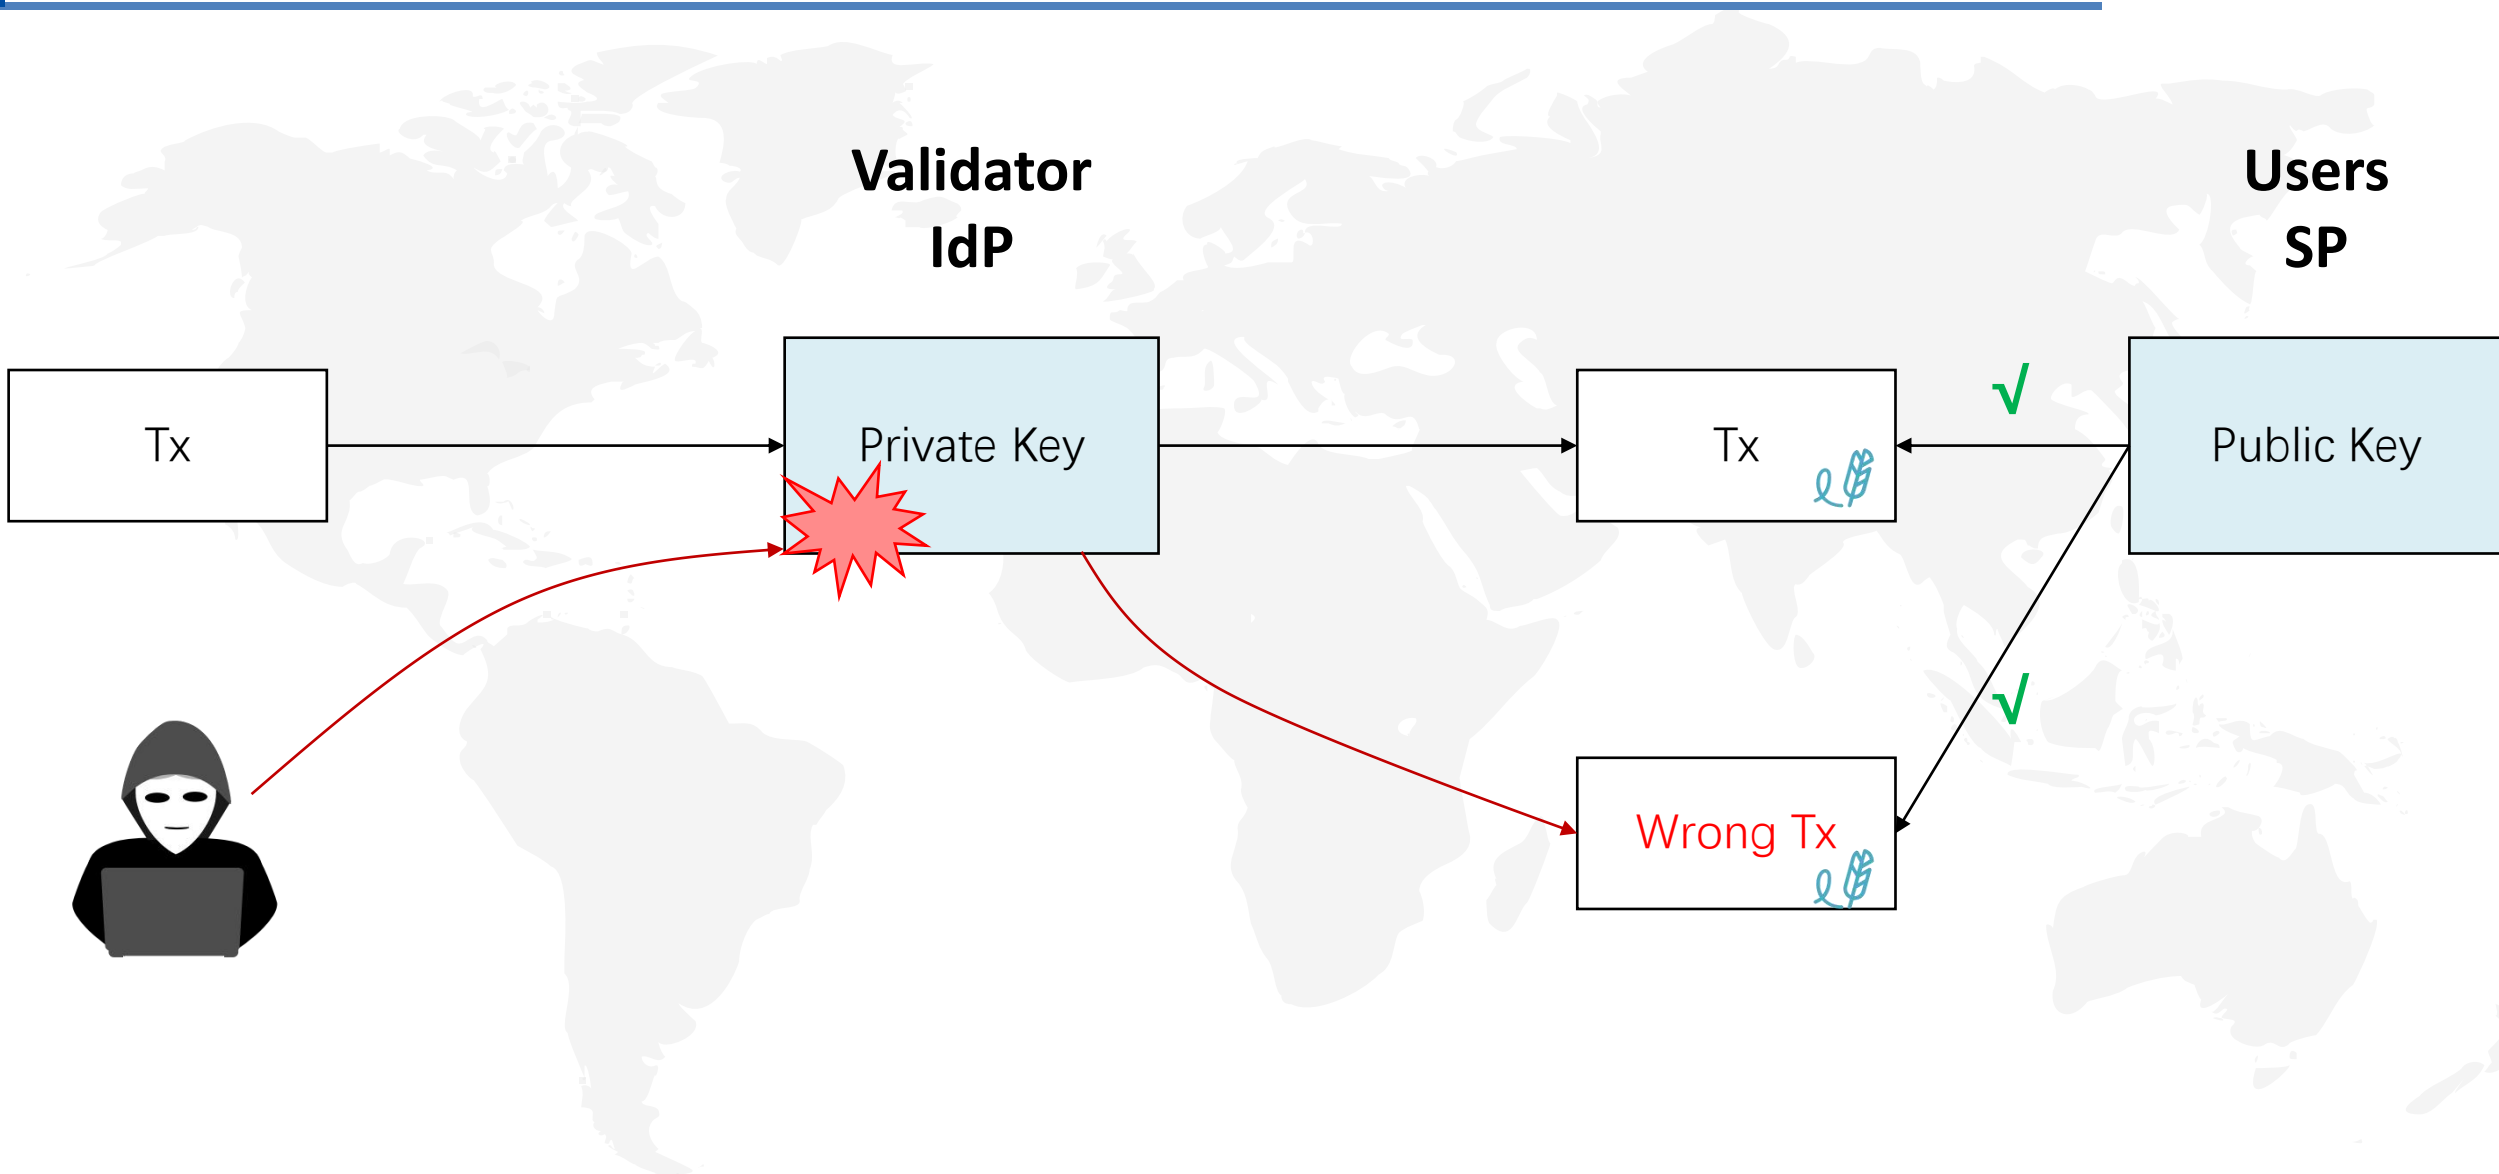 Validator
IdP
Users
SP
Tx
Private Key
Tx
√
Public Key
√
Wrong Tx